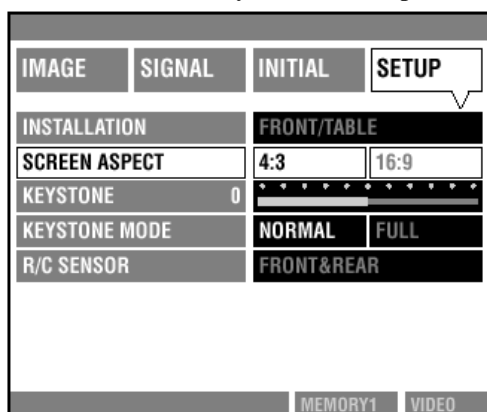 IMAGE SIGNAL INITIAL SETUP
INSTALLATION FRONT/TABLE
SCREEN ASPECT 4:3 16:9
KEYSTONE 0
KEYSTONE MODE NORMAL FULL
R/C SENSOR FRONT&REAR
MEMORY1 VIDEO